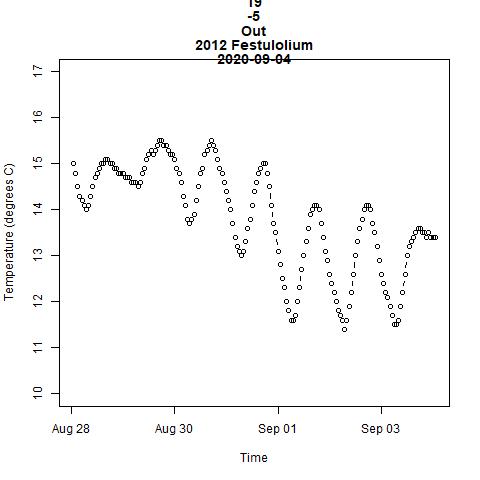 19
-5
Out
2012 Festulolium
2020-09-04
17
16
15
14
13
12
11
10
Temperature (degrees C)
Aug 28 Aug 30 Sep 01 Sep 03
Time